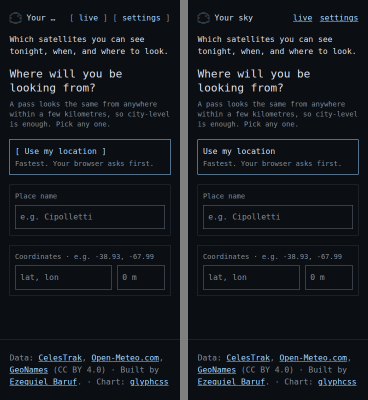 Your … [ live ] [ settings ]
Which satellites you can see
tonight, when, and where to look.
Where will you be
looking from?
A pass looks the same from anywhere
within a few kilometres, so city-level
is enough. Pick any one.
[ Use my location ]
Fastest. Your browser asks first.
Place name
e.g. Cipolletti
Coordinates · e.g. -38.93, -67.99
lat, lon
0 m
Data: CelesTrak, Open-Meteo.com,
GeoNames (CC BY 4.0) · Built by
Ezequiel Baruf. · Chart: glyphcss
Your sky live settings
Which satellites you can see
tonight, when, and where to look.
Where will you be
looking from?
A pass looks the same from anywhere
within a few kilometres, so city-level
is enough. Pick any one.
Use my location
Fastest. Your browser asks first.
Place name
e.g. Cipolletti
Coordinates · e.g. -38.93, -67.99
lat, lon
0 m
Data: CelesTrak, Open-Meteo.com,
GeoNames (CC BY 4.0) · Built by
Ezequiel Baruf. · Chart: glyphcss